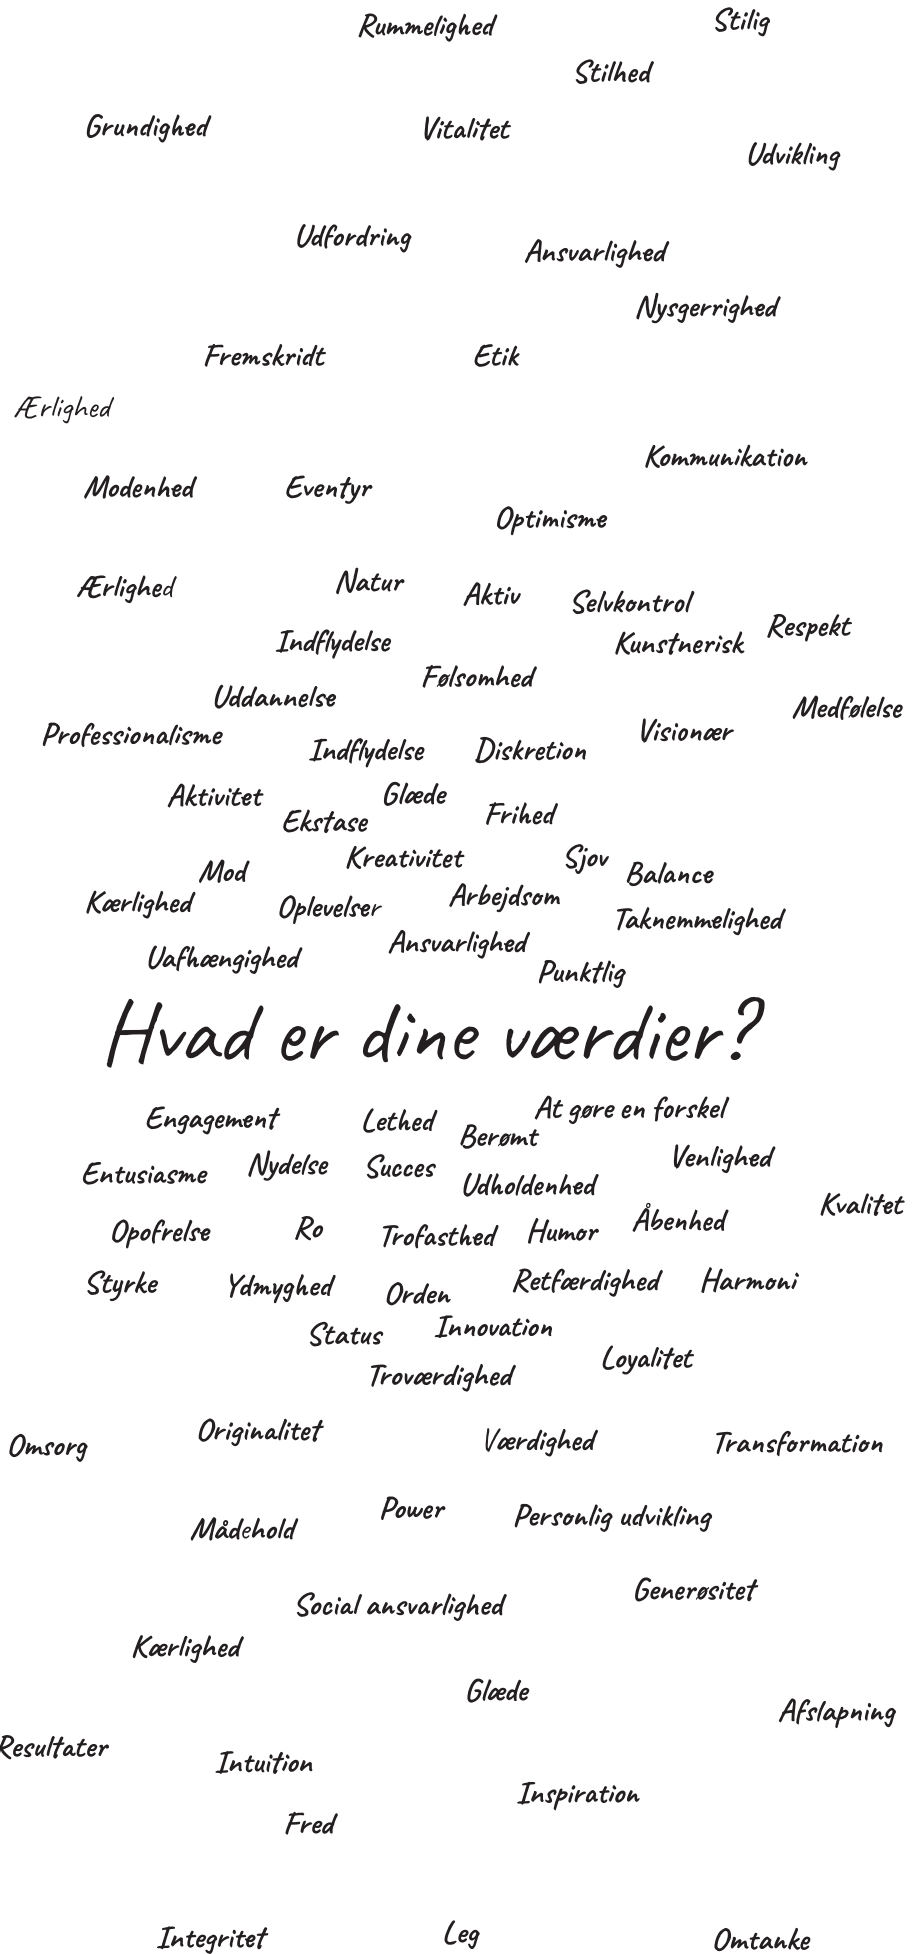 Rummelighed
Stilig
Stilhed
Grundighed
Vitalitet
Udvikling
Udfordring
Ansvarlighed
Nysgerrighed
Fremskridt
Etik
Ærlighed
Kommunikation
Modenhed
Eventyr
Optimisme
Ærlighed
Natur
Aktiv
Selvkontrol
Respekt
Indflydelse
Kunstnerisk
Følsomhed
Uddannelse
Medfølelse
Professionalisme
Visionær
Indflydelse
Diskretion
Aktivitet
Glæde
Ekstase
Frihed
Kreativitet
Sjov
Mod
Balance
Kærlighed
Oplevelser
Arbejdsom
Taknemmelighed
Ansvarlighed
Uafhængighed
Punktlig
Hvad er dine værdier?
Engagement
Lethed
At gøre en forskel
Berømt
Entusiasme
Nydelse
Succes
Venlighed
Udholdenhed
Kvalitet
Opofrelse
Ro
Trofasthed
Humor
Åbenhed
Styrke
Ydmyghed
Orden
Retfærdighed
Harmoni
Status
Innovation
Loyalitet
Troværdighed
Omsorg
Originalitet
Værdighed
Transformation
Mådehold
Power
Personlig udvikling
Social ansvarlighed
Generøsitet
Kærlighed
Glæde
Afslapning
Resultater
Intuition
Inspiration
Fred
Integritet
Leg
Omtanke